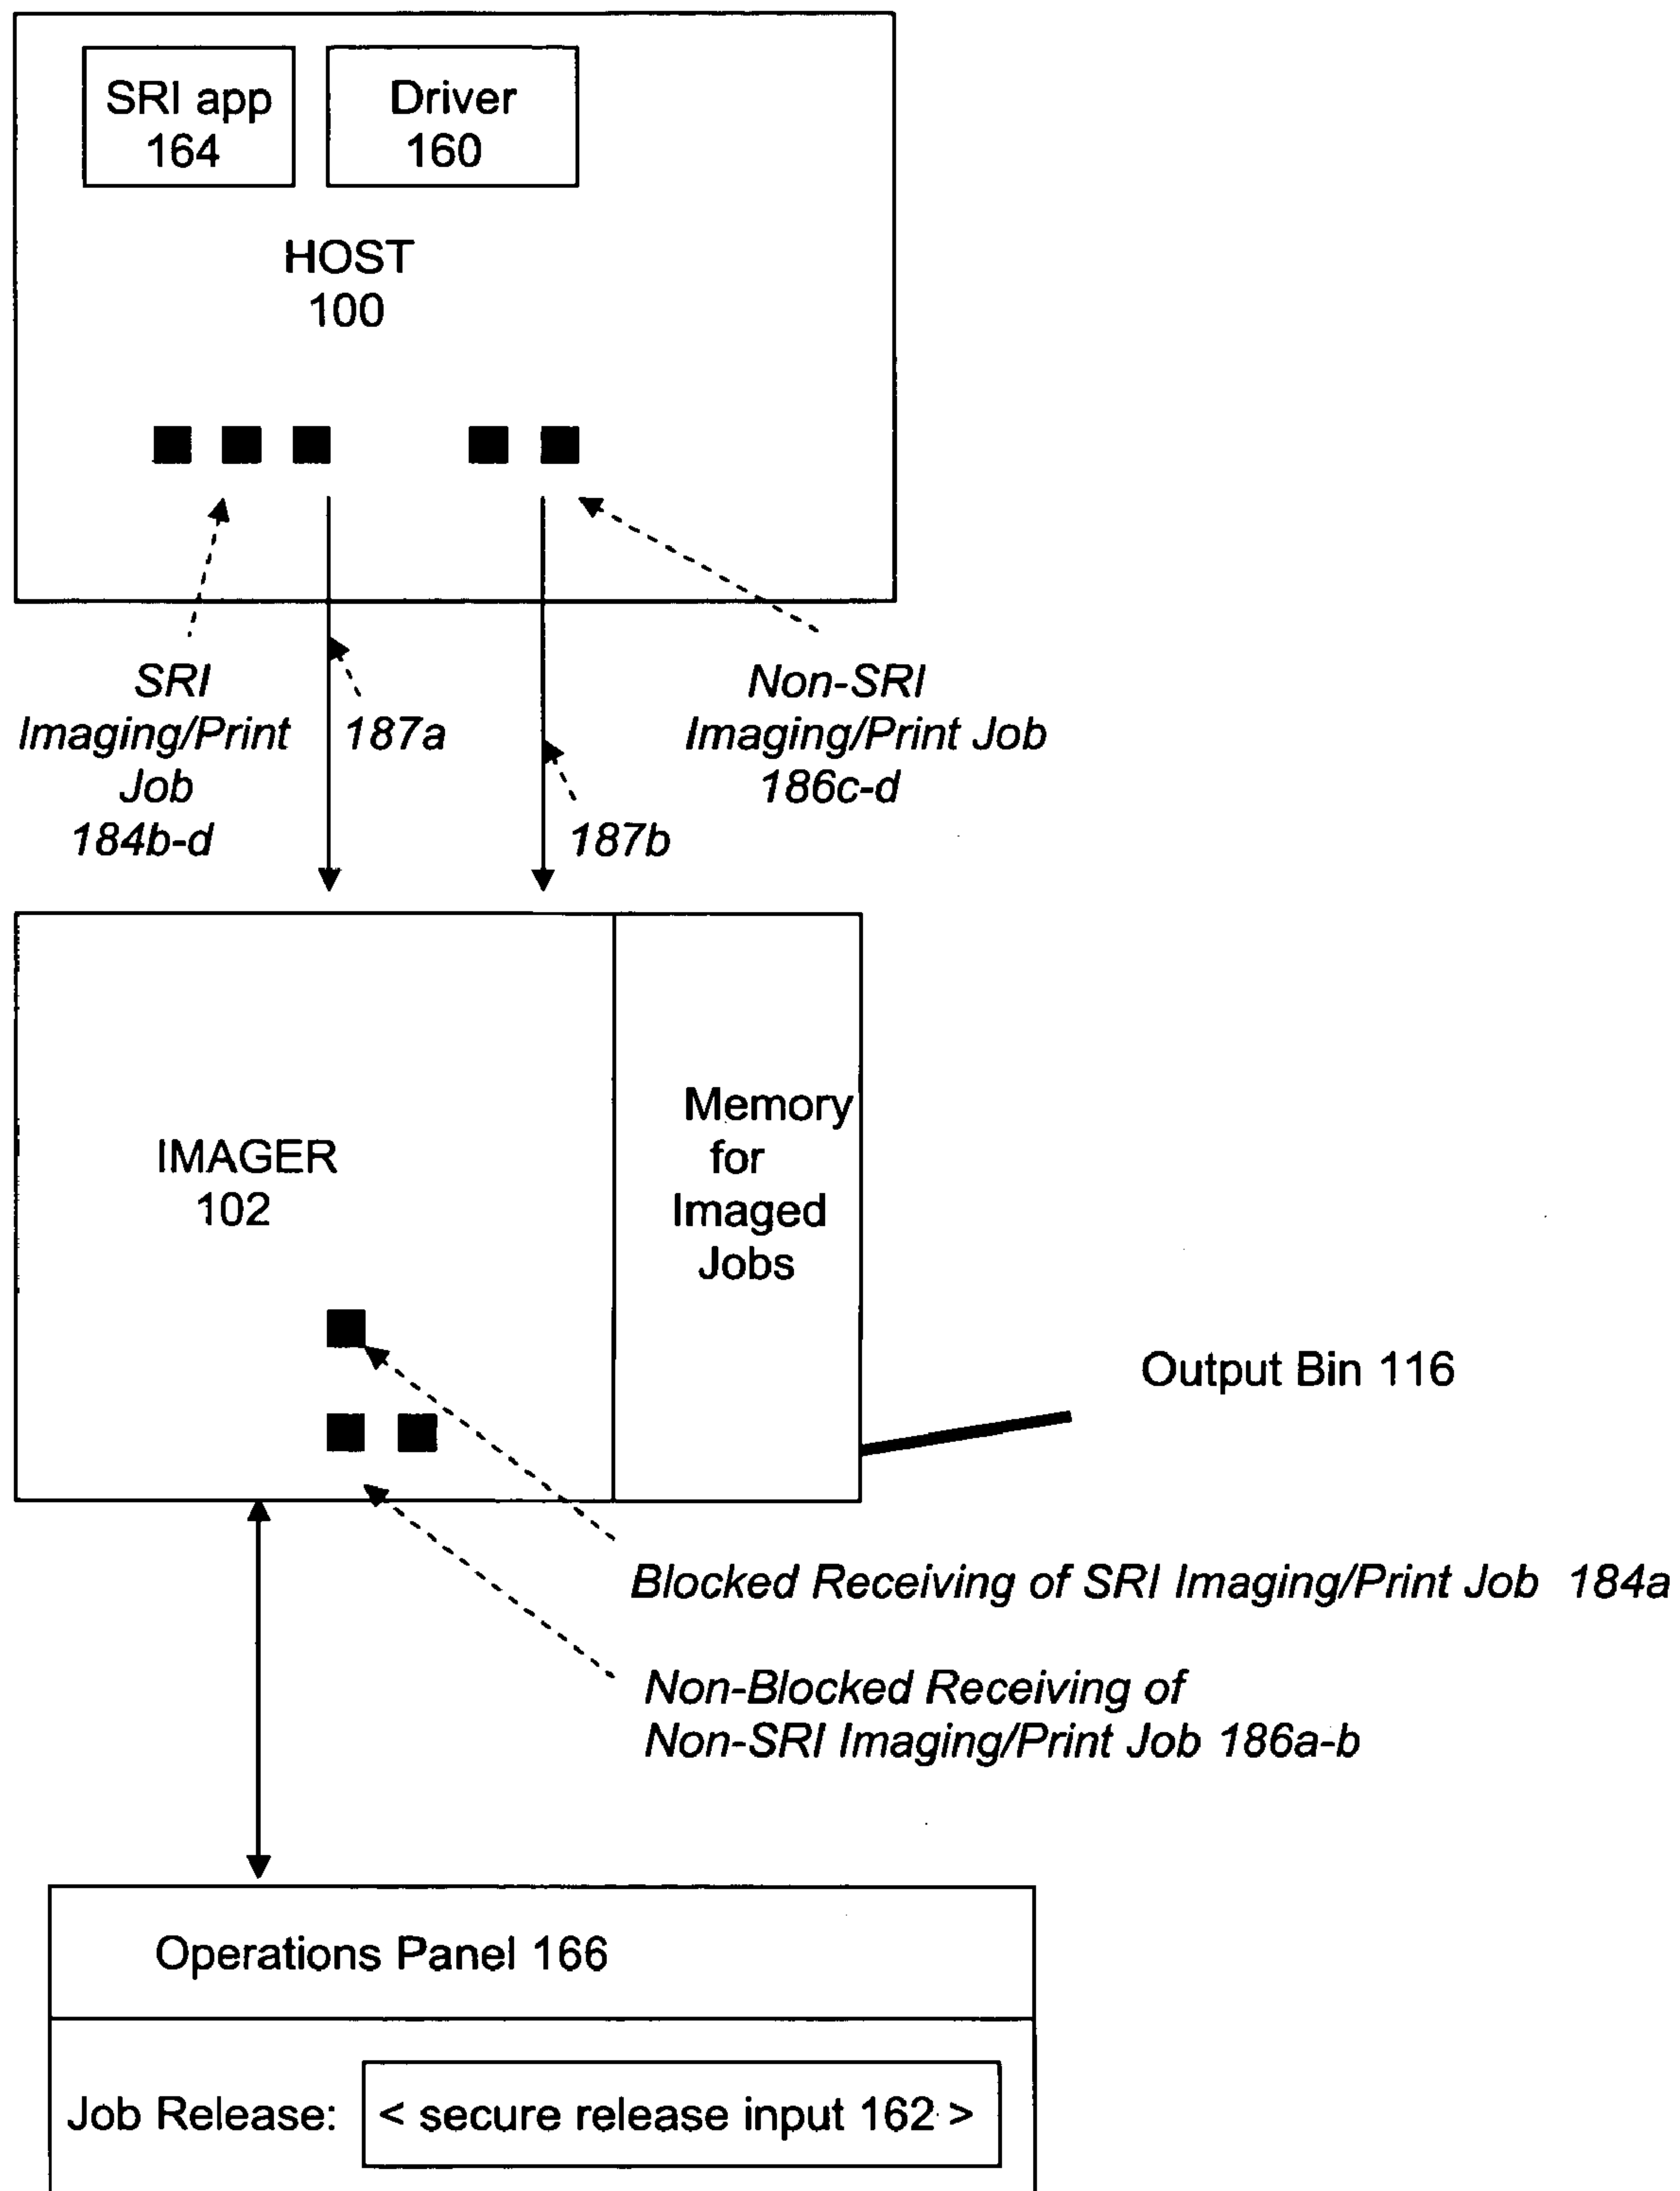 SRI app
164
Driver
160
HOST
100
SRI
Imaging/Print
Job
184b-d
187a
187b
Non-SRI
Imaging/Print Job
186c-d
IMAGER
102
Memory
for
Imaged
Jobs
Output Bin 116
Blocked Receiving of SRI Imaging/Print Job 184a
Non-Blocked Receiving of
Non-SRI Imaging/Print Job 186a-b
Operations Panel 166
Job Release: < secure release input 162 >